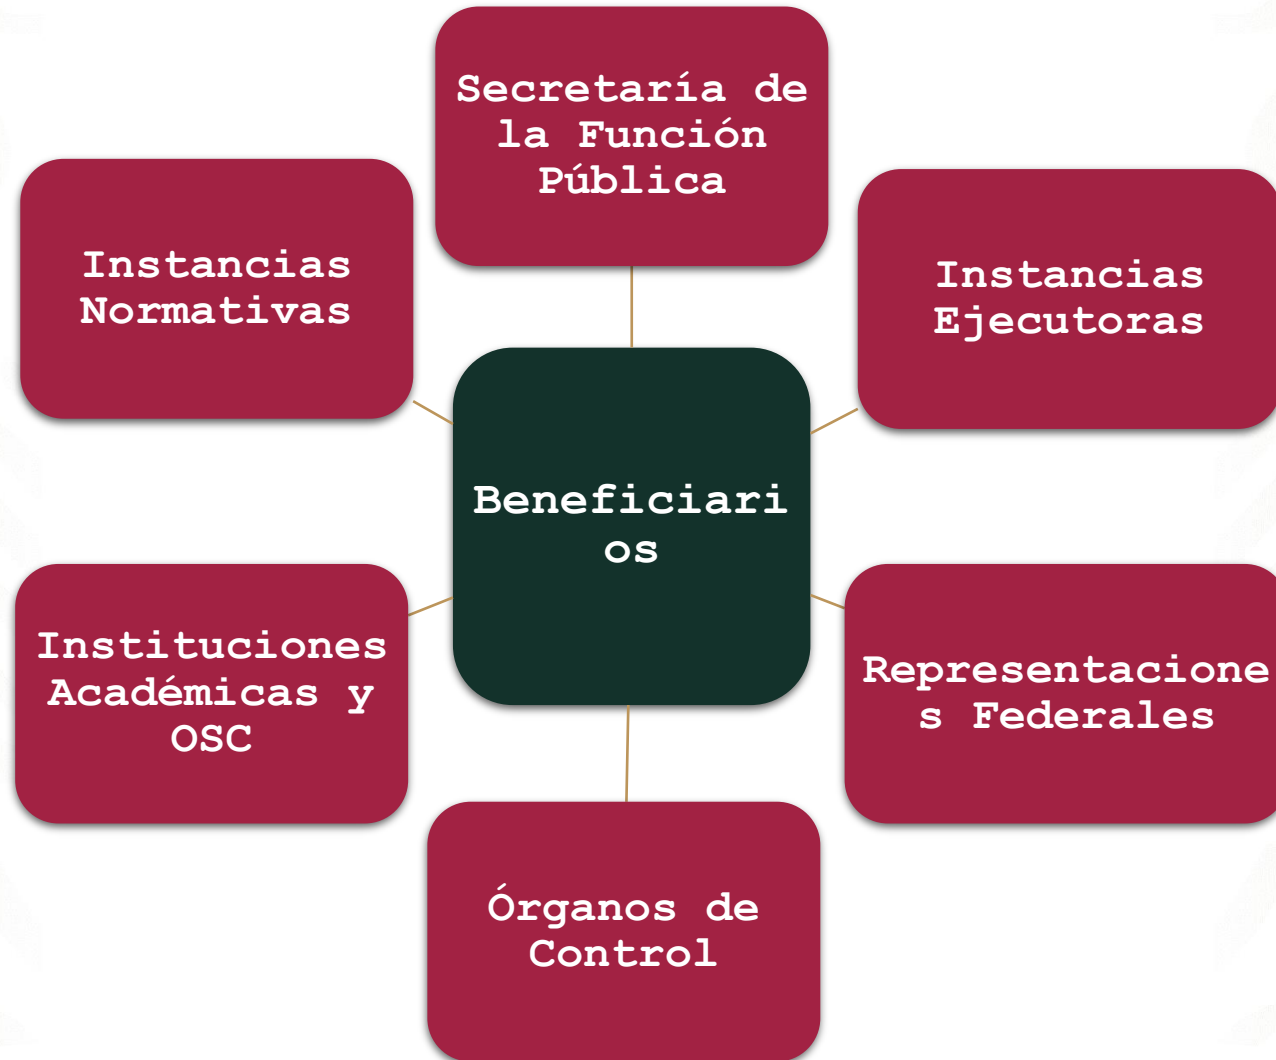 Secretaría de
la Función
Pública
Instancias
Normativas
Instancias
Ejecutoras
Beneficiari
os
Instituciones
Académicas y
OSC
Representacione
s Federales
Órganos de
Control